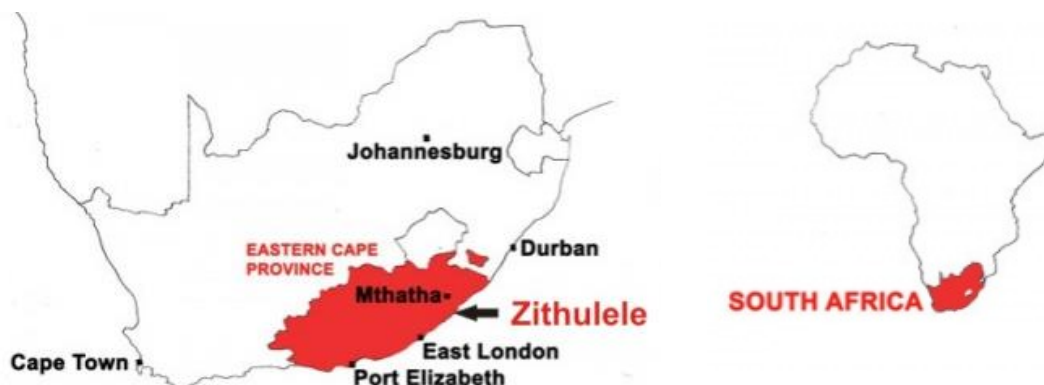 Johannesburg
EASTERN CAPE
PROVINCE
Durban
Mthatha
Zithulele
East London
Cape Town
Port Elizabeth
SOUTH AFRICA